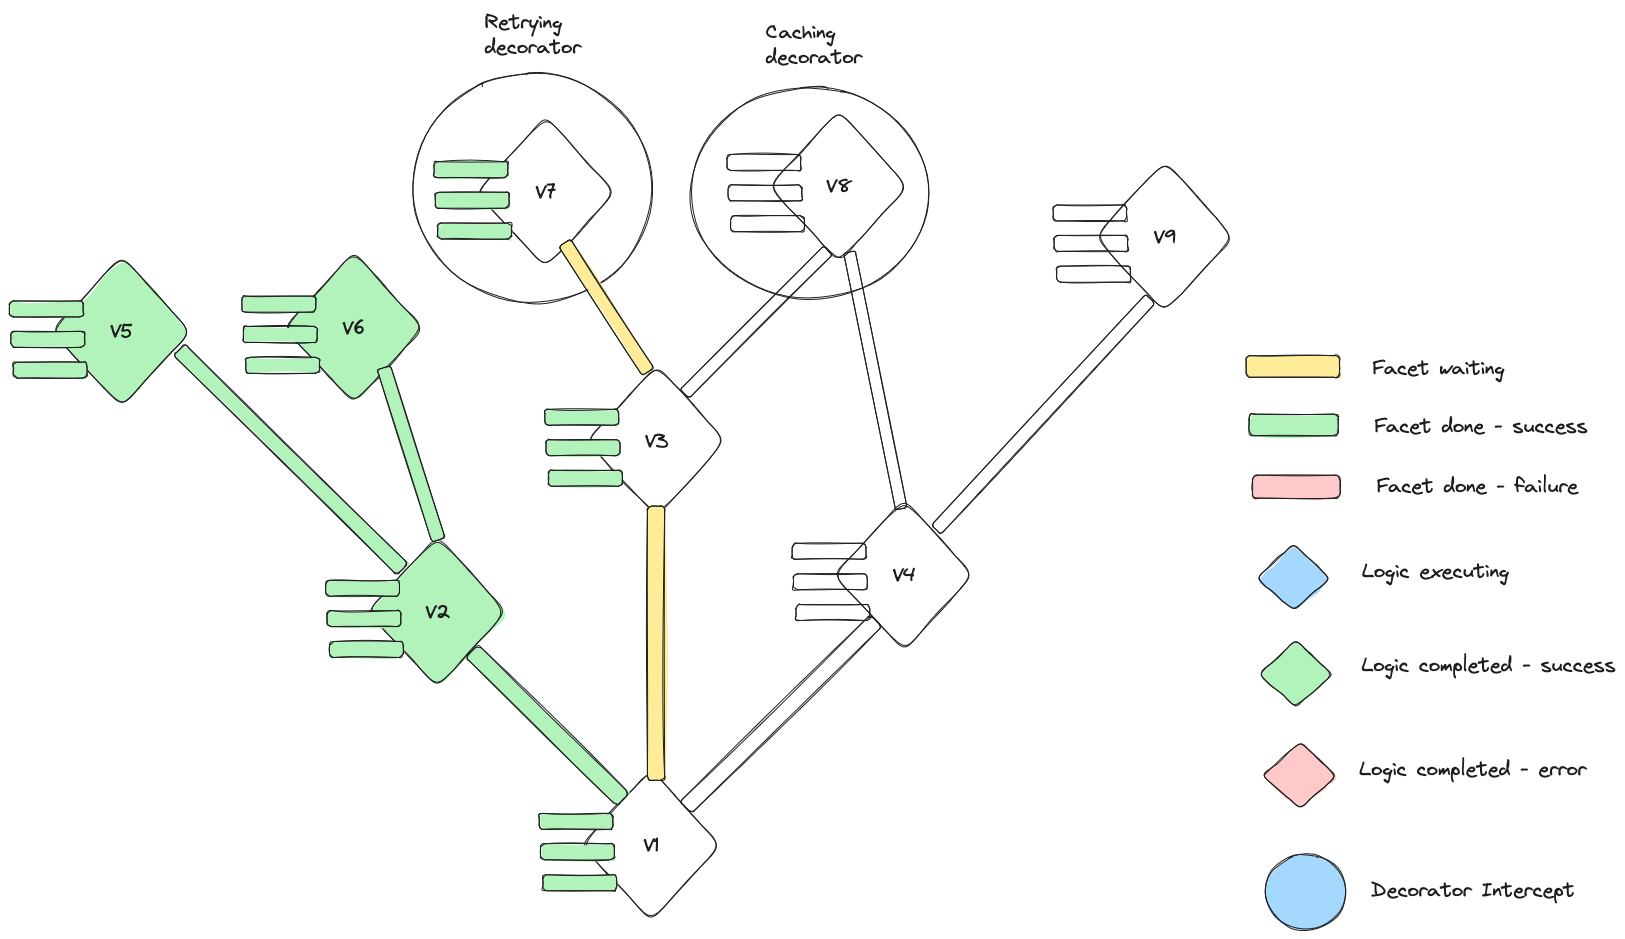 Retrying
decorator
Caching
decorator
V7
V8
V9
V5
V6
V3
V4
V2
V1
Facet waiting
Facet done - success
Facet done - failure
Logic executing
Logic completed - success
Logic completed - error
Decorator Intercept